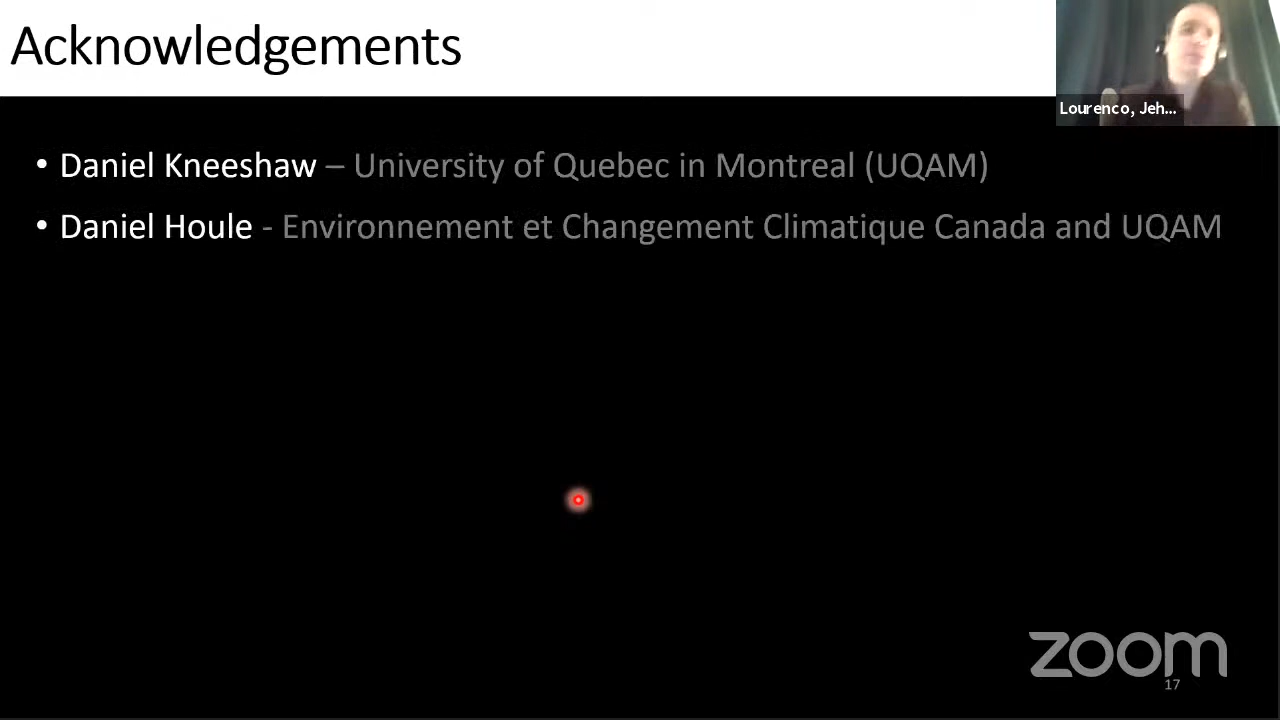 Acknowledgements
Lourenco, Jeh...
• Daniel Kneeshaw – University of Quebec in Montreal (UQAM)
• Daniel Houle - Environnement et Changement Climatique Canada and UQAM
zoom
17